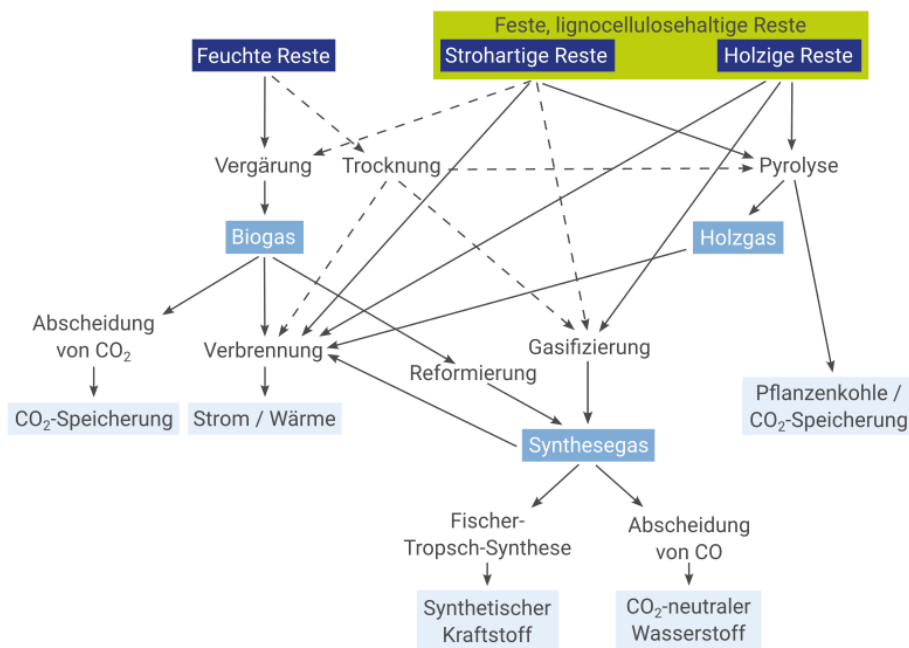 Feste, lignocellulosehaltige Reste
Feuchte Reste
Strohartige Reste
Holzige Reste
Vergärung
Trocknung
Pyrolyse
Biogas
Holzgas
Abscheidung
von CO₂
Verbrennung
Reformierung
Gasifizierung
CO₂-Speicherung
Strom / Wärme
Pflanzenkohle /
CO₂-Speicherung
Synthesegas
Fischer-
Tropsch-Synthese
Abscheidung
von CO
Synthetischer
Kraftstoff
CO₂-neutraler
Wasserstoff